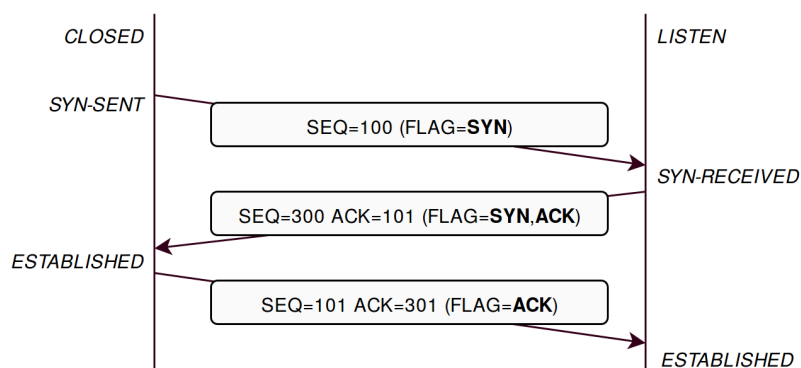 CLOSED
LISTEN
SYN-SENT
SEQ=100 (FLAG=SYN)
SYN-RECEIVED
SEQ=300 ACK=101 (FLAG=SYN,ACK)
ESTABLISHED
SEQ=101 ACK=301 (FLAG=ACK)
ESTABLISHED